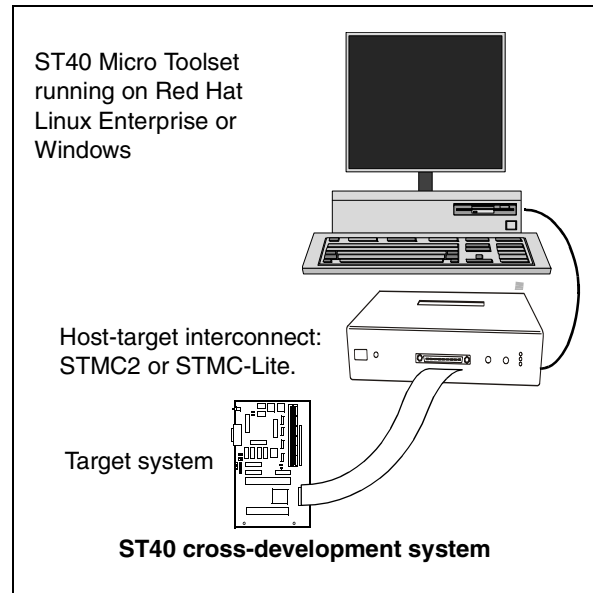 ST40 Micro Toolset
running on Red Hat
Linux Enterprise or
Windows
Host-target interconnect:
STMC2 or STMC-Lite.
Target system
ST40 cross-development system